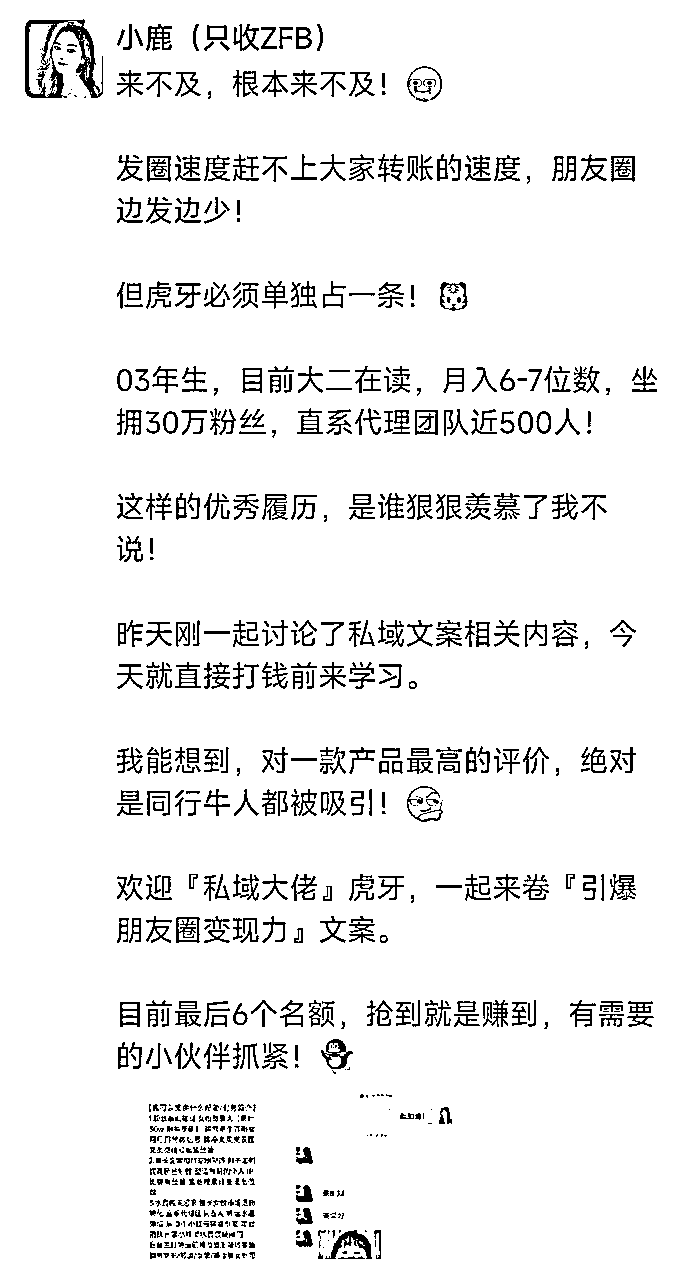 小鹿（只收ZFB）
来不及，根本来不及！
发圈速度赶不上大家转账的速度，朋友圈
边发边少！
但虎牙必须单独占一条！
03年生，目前大二在读，月入6-7位数，坐
拥30万粉丝，直系代理团队近500人！
这样的优秀履历，是谁狠狠羡慕了我不
说！
昨天刚一起讨论了私域文案相关内容，今
天就直接打钱前来学习。
我能想到，对一款产品最高的评价，绝对
是同行牛人都被吸引！
欢迎『私域大佬』虎牙，一起来卷『引爆
朋友圈变现力』文案。
目前最后6个名额，抢到就是赚到，有需要
的小伙伴抓紧！